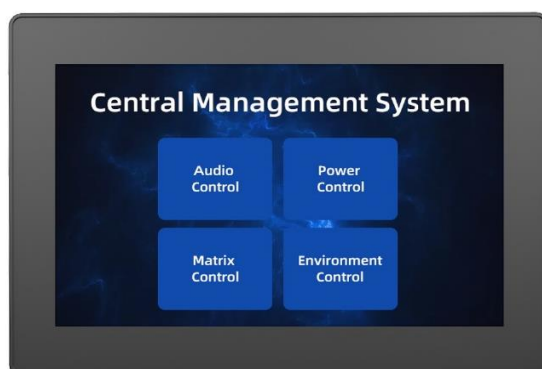 Central Management System
Audio
Control
Power
Control
Matrix
Control
Environment
Control